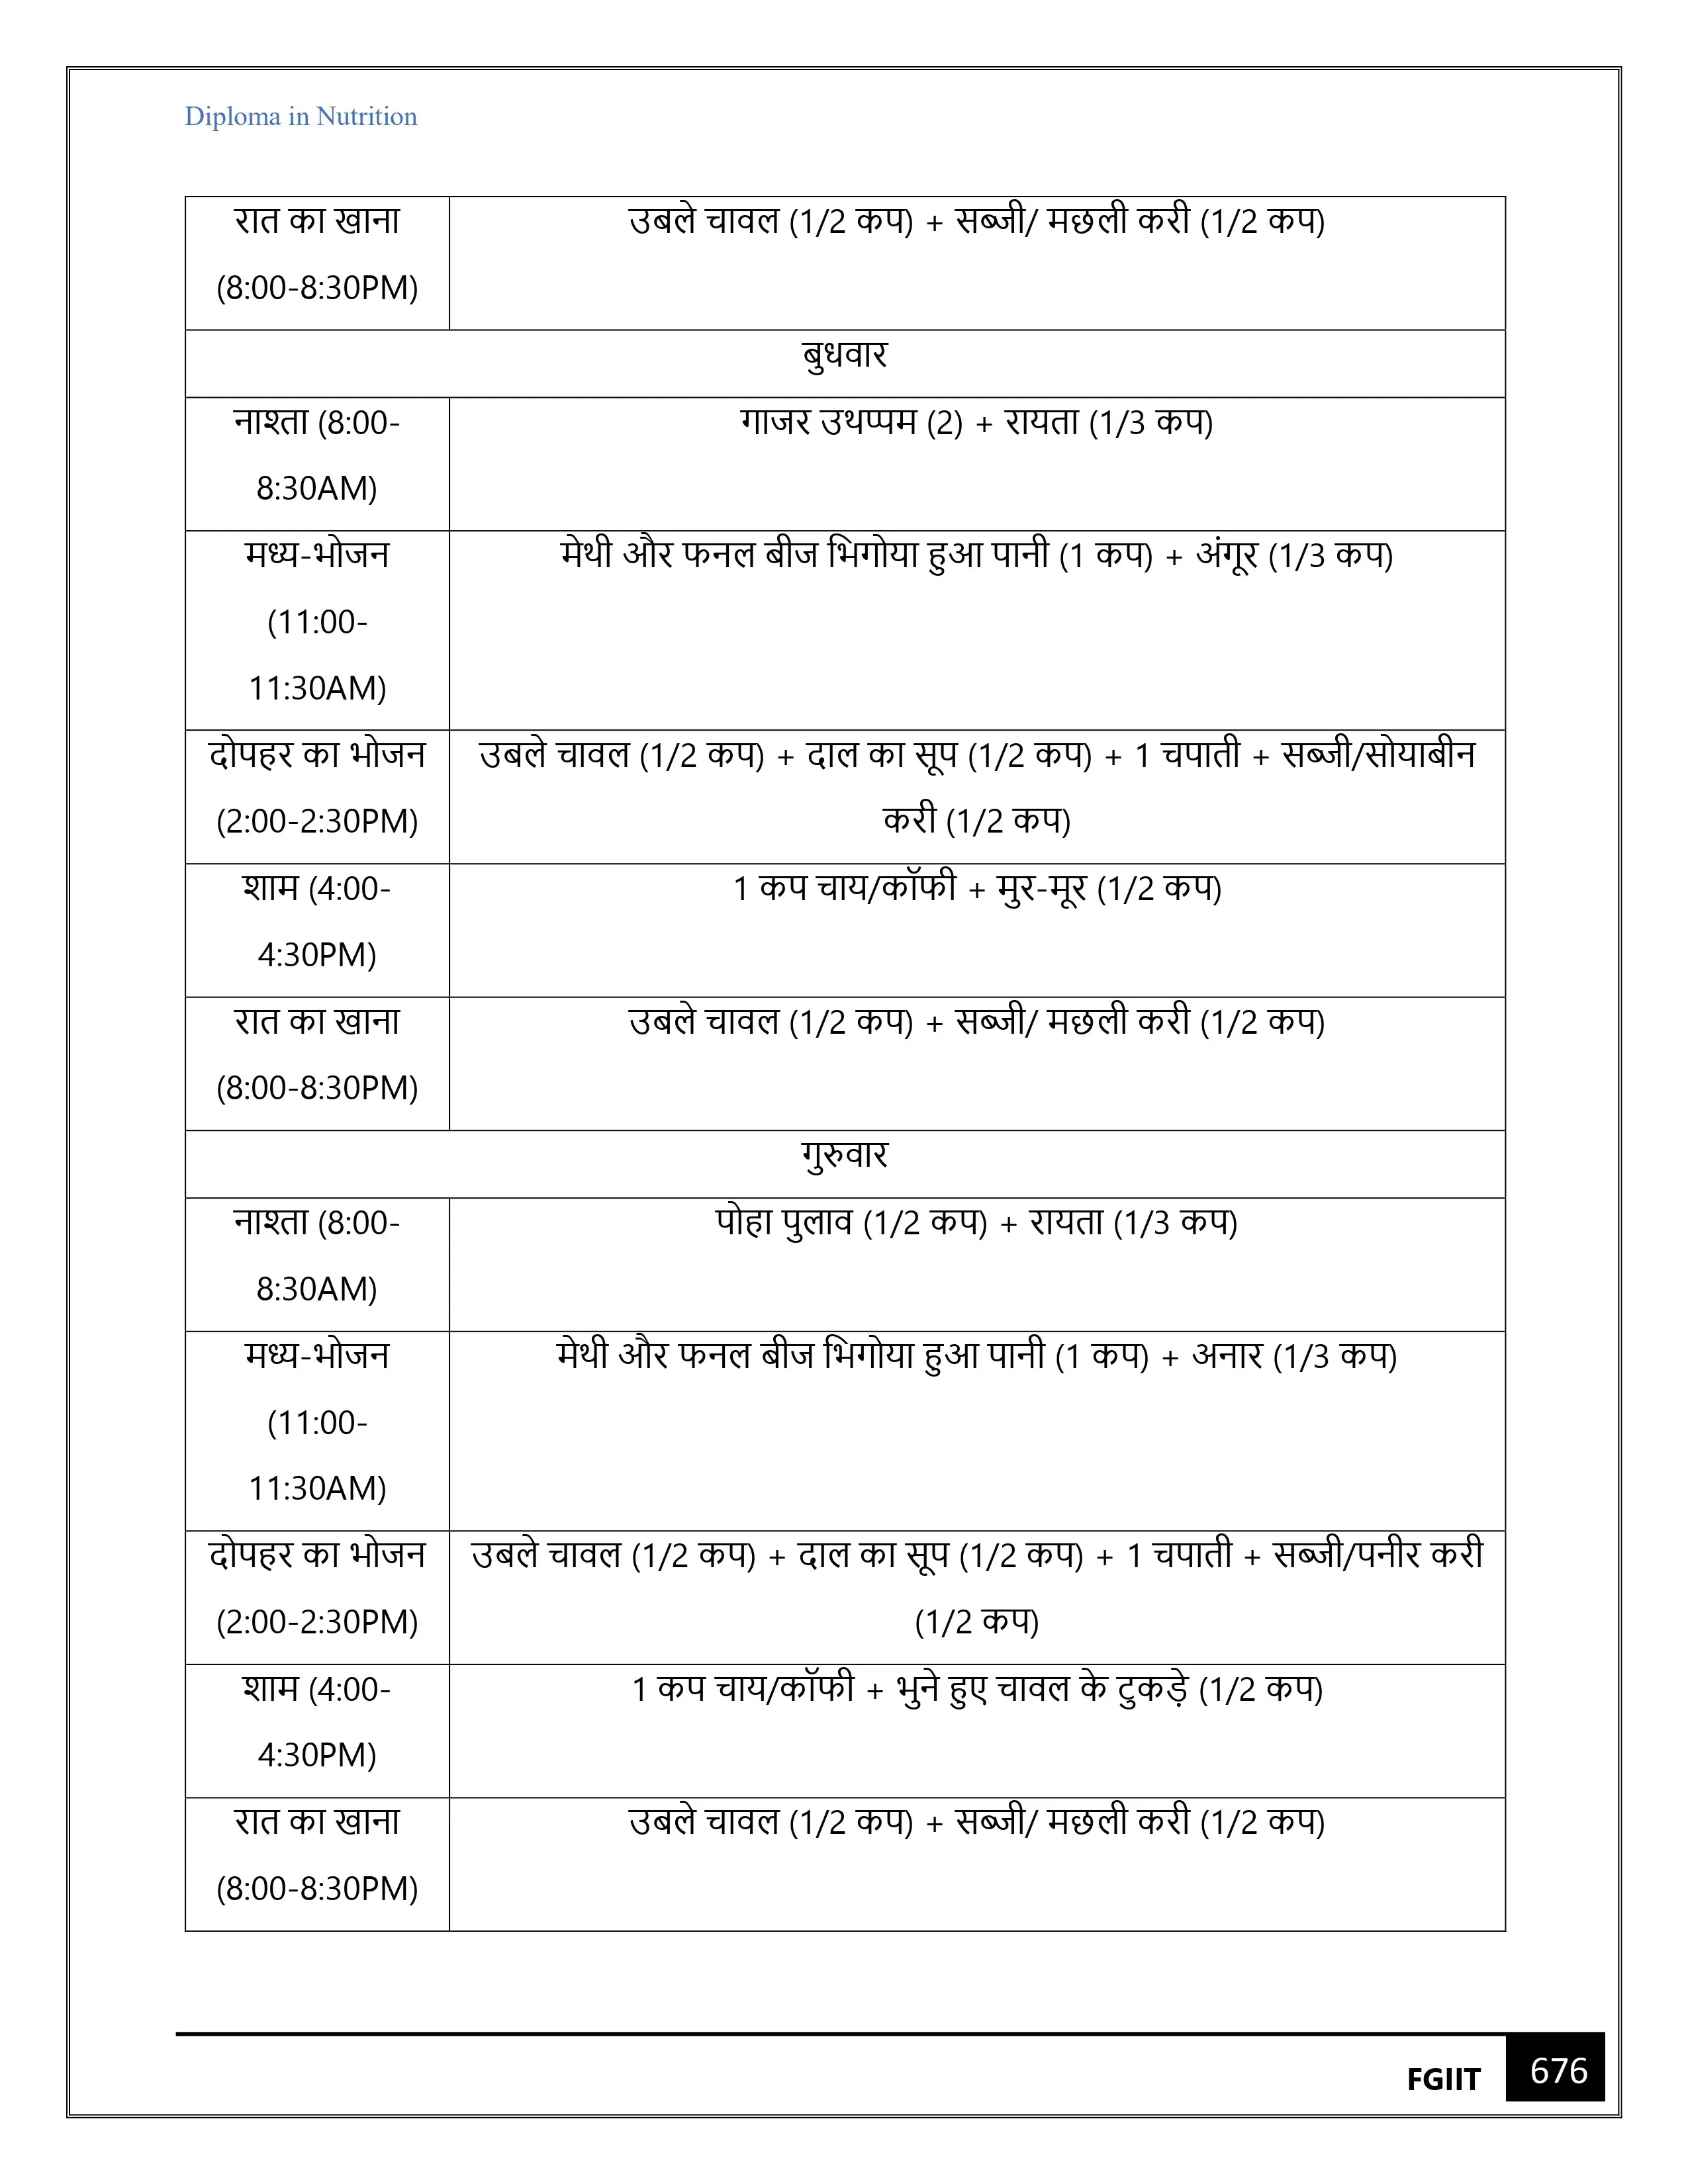 Diploma in Nutrition
रात का खाना
(8:00-8:30PM)
उबले चावल (1/2 कप) + सब्जी/ मछली करी (1/2 कप)
बुधवार
नाश्ता (8:00-
8:30AM)
गाजर उथप्पम (2) + रायता (1/3 कप)
मध्य-भोजन
(11:00-
11:30AM)
मेथी और फनल बीज भिगोया हुआ पानी (1 कप) + अंगूर (1/3 कप)
दोपहर का भोजन
(2:00-2:30PM)
उबले चावल (1/2 कप) + दाल का सूप (1/2 कप) + 1 चपाती + सब्जी/सोयाबीन
करी (1/2 कप)
शाम (4:00-
4:30PM)
1 कप चाय/कॉफी + मुर-मूर (1/2 कप)
रात का खाना
(8:00-8:30PM)
उबले चावल (1/2 कप) + सब्जी/ मछली करी (1/2 कप)
गुरुवार
नाश्ता (8:00-
8:30AM)
पोहा पुलाव (1/2 कप) + रायता (1/3 कप)
मध्य-भोजन
(11:00-
11:30AM)
मेथी और फनल बीज भिगोया हुआ पानी (1 कप) + अनार (1/3 कप)
दोपहर का भोजन
(2:00-2:30PM)
उबले चावल (1/2 कप) + दाल का सूप (1/2 कप) + 1 चपाती + सब्जी/पनीर करी
(1/2 कप)
शाम (4:00-
4:30PM)
1 कप चाय/कॉफी + भुने हुए चावल के टुकड़े (1/2 कप)
रात का खाना
(8:00-8:30PM)
उबले चावल (1/2 कप) + सब्जी/ मछली करी (1/2 कप)
FGIIT 676